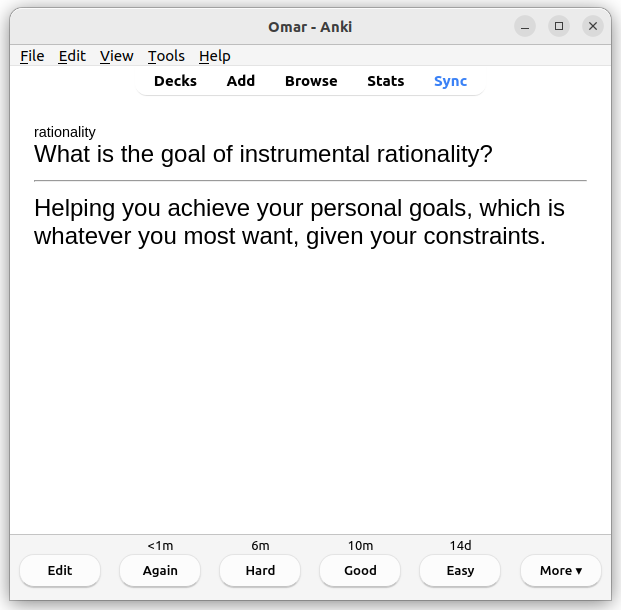 Omar - Anki
File Edit View Tools Help
Decks Add Browse Stats Sync
rationality
What is the goal of instrumental rationality?
Helping you achieve your personal goals, which is
whatever you most want, given your constraints.
<1m 6m 10m 14d
Edit Again Hard Good Easy More ▾